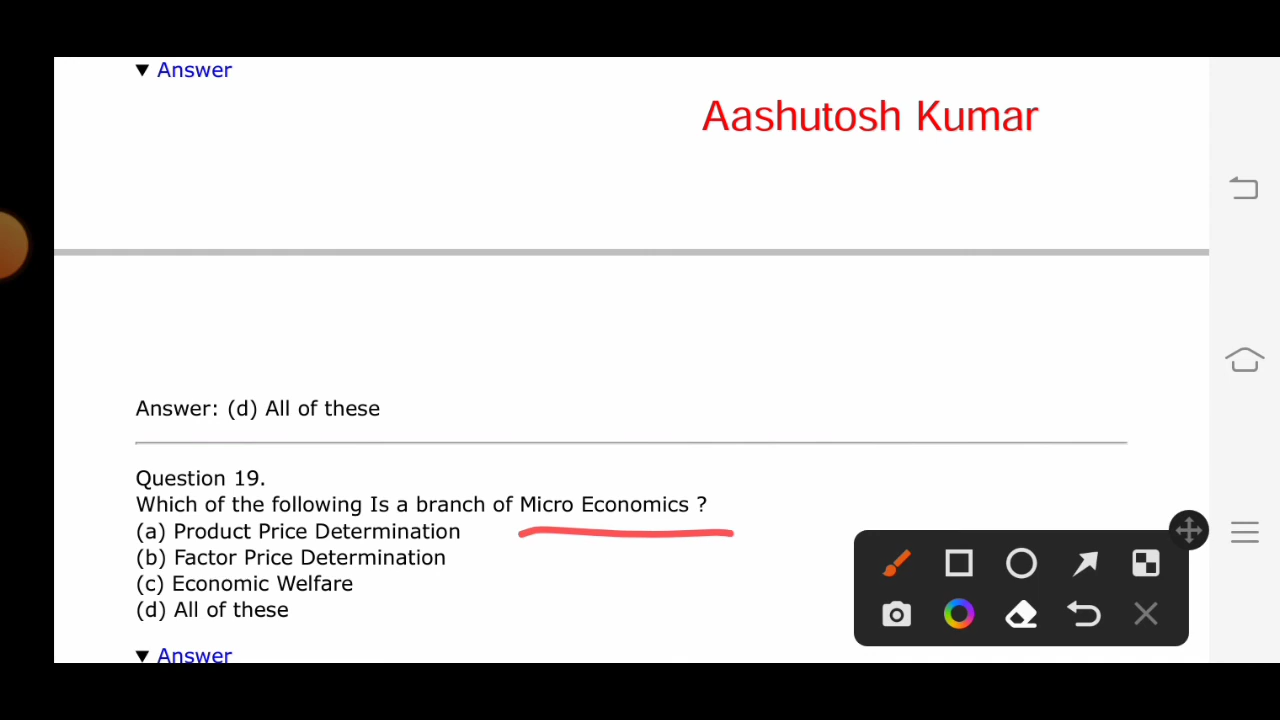 ▼ Answer
Aashutosh Kumar
Answer: (d) All of these
Question 19.
Which of the following Is a branch of Micro Economics ?
(a) Product Price Determination
(b) Factor Price Determination
(c) Economic Welfare
(d) All of these
▼ Answer